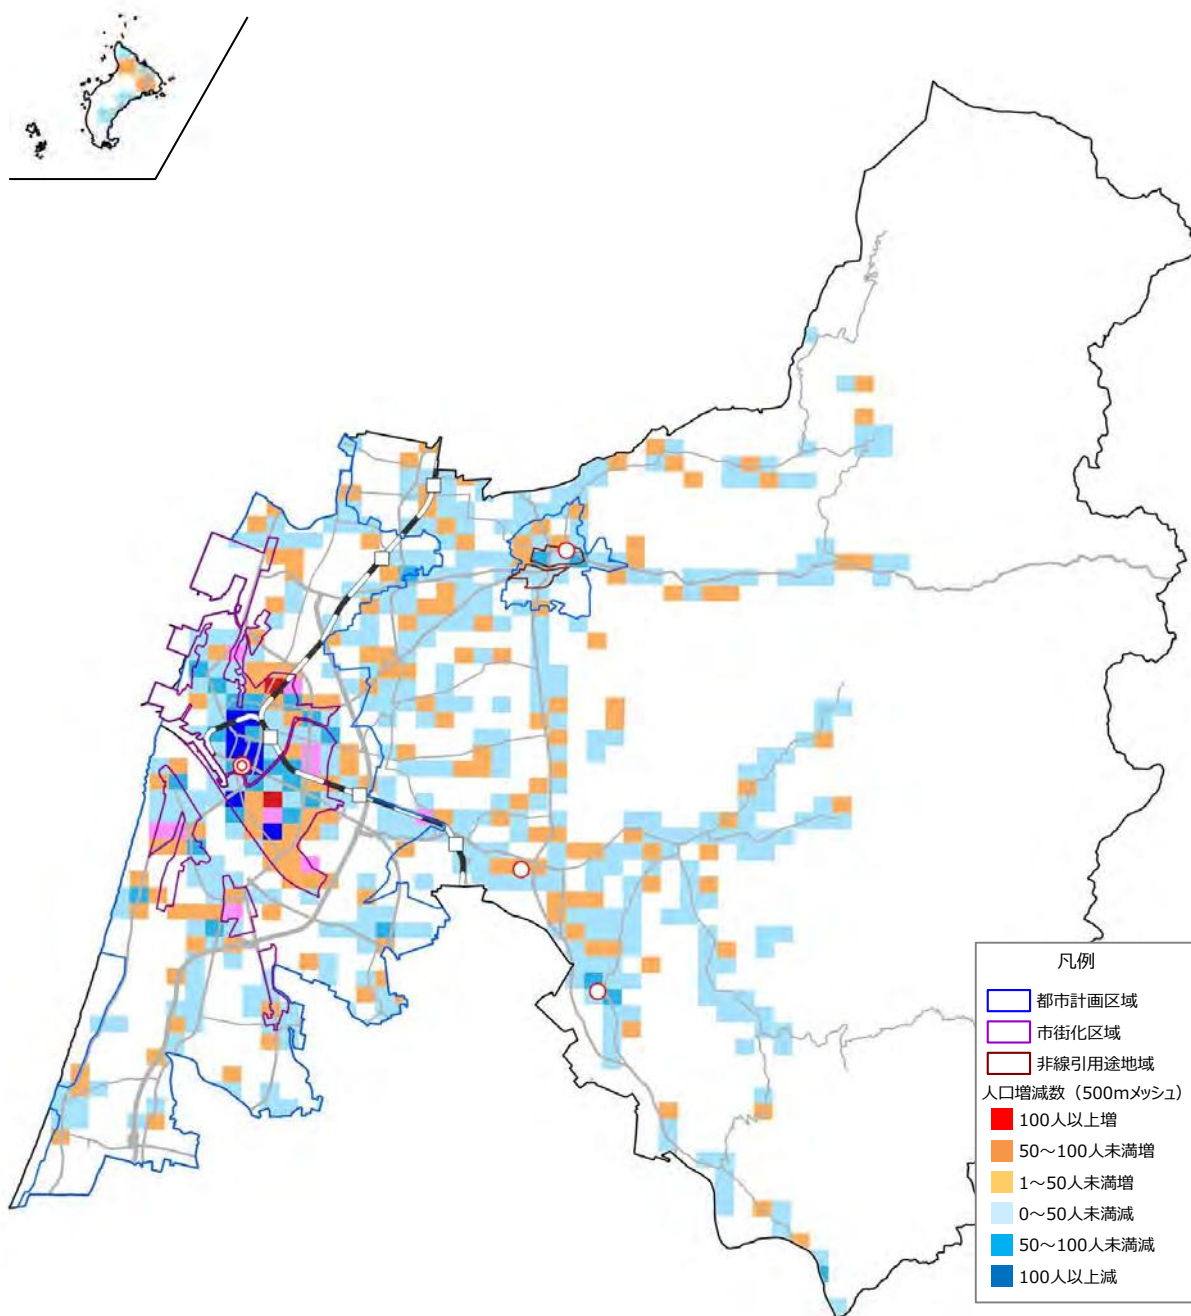 凡例
都市計画区域
市街化区域
非線引用途地域
人口増減数（500mメッシュ）
100人以上増
50～100人未満増
1～50人未満増
0～50人未満減
50～100人未満減
100人以上減